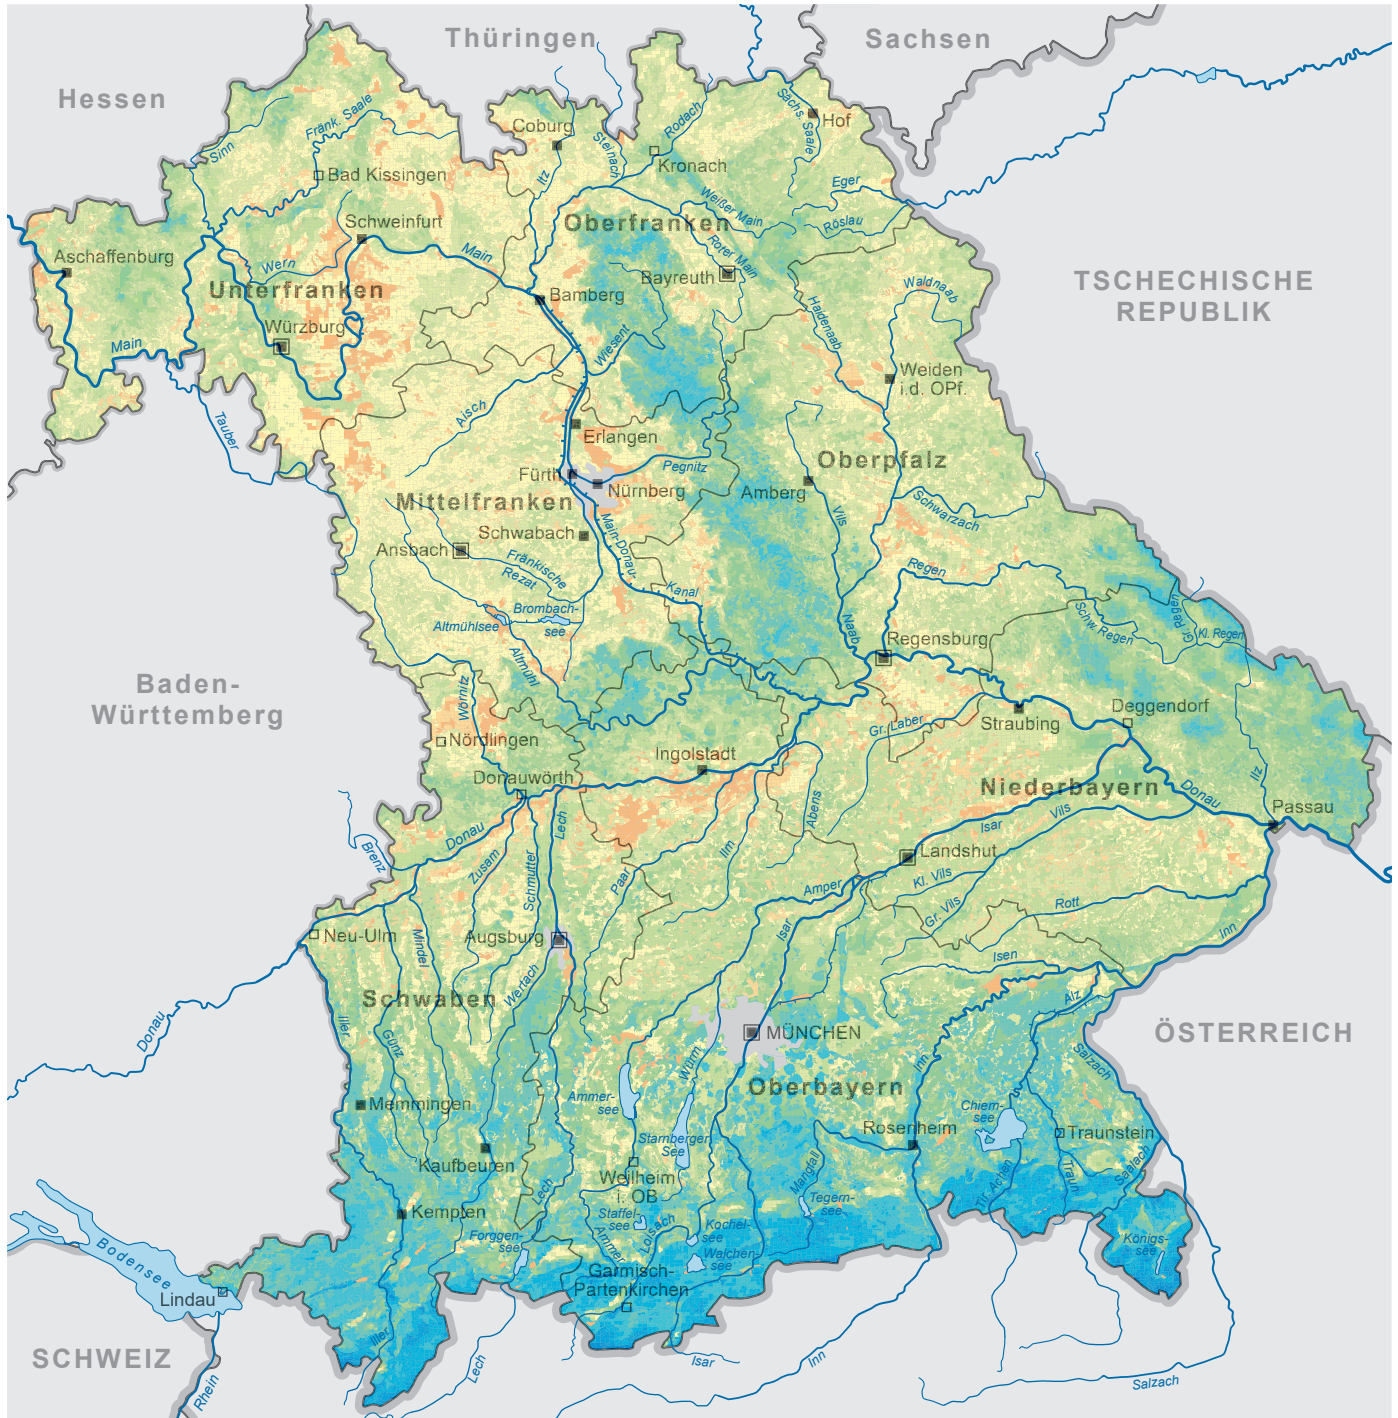 Thüringen
Sachsen
Hessen
Fränk. Saale
Sinn
Coburg
Steinach
Rodach
Sächs. Saale
Hof
Kronach
Bad Kissingen
Itz
Eger
Weißer Main
Röslau
Oberfranken
Schweinfurt
Main
Roter Main
Aschaffenburg
Wern
Bayreuth
TSCHECHISCHE
REPUBLIK
Unterfranken
Bamberg
Waldnaab
Haidenaab
Würzburg
Main
Wiesent
Weiden
i.d. OPf.
Aisch
Tauber
Erlangen
Oberpfalz
Fürth
Pegnitz
Nürnberg
Amberg
Mittelfranken
Schwarzach
Vils
Schwabach
Main-Donau-
Kanal
Ansbach
Fränkische
Rezat
Regen
Brombach-
see
Altmühlsee
Schw. Regen
Gr. Regen
Kl. Regen
Naab
Regensburg
Altmühl
Baden-
Württemberg
Wörnitz
Nördlingen
Gr. Laber
Straubing
Deggendorf
Ingolstadt
Donauwörth
Niederbayern
Donau
Ilz
Passau
Donau
Lech
Abens
Isar
Vils
Brenz
Zusam
Schmutter
Paar
Ilm
Landshut
Kl. Vils
Amper
Gr. Vils
Rott
Neu-Ulm
Mindel
Augsburg
Isar
Inn
Isen
Wertach
Schwaben
Alz
Donau
Iller
Günz
MÜNCHEN
ÖSTERREICH
Würm
Inn
Salzach
Oberbayern
Ammer-
see
Memmingen
Chiem-
see
Rosenheim
Traunstein
Starnberger
See
Kaufbeuren
Weilheim
i. OB
Mangfall
Tir. Achen
Traun
Saalach
Lech
Kempten
Staffel-
see
Loisach
Kochel-
see
Tegern-
see
Forggen-
see
Ammer
Walchen-
see
Königs-
see
Bodensee
Lindau
Garmisch-
Partenkirchen
Iller
SCHWEIZ
Rhein
Lech
Isar
Inn
Salzach